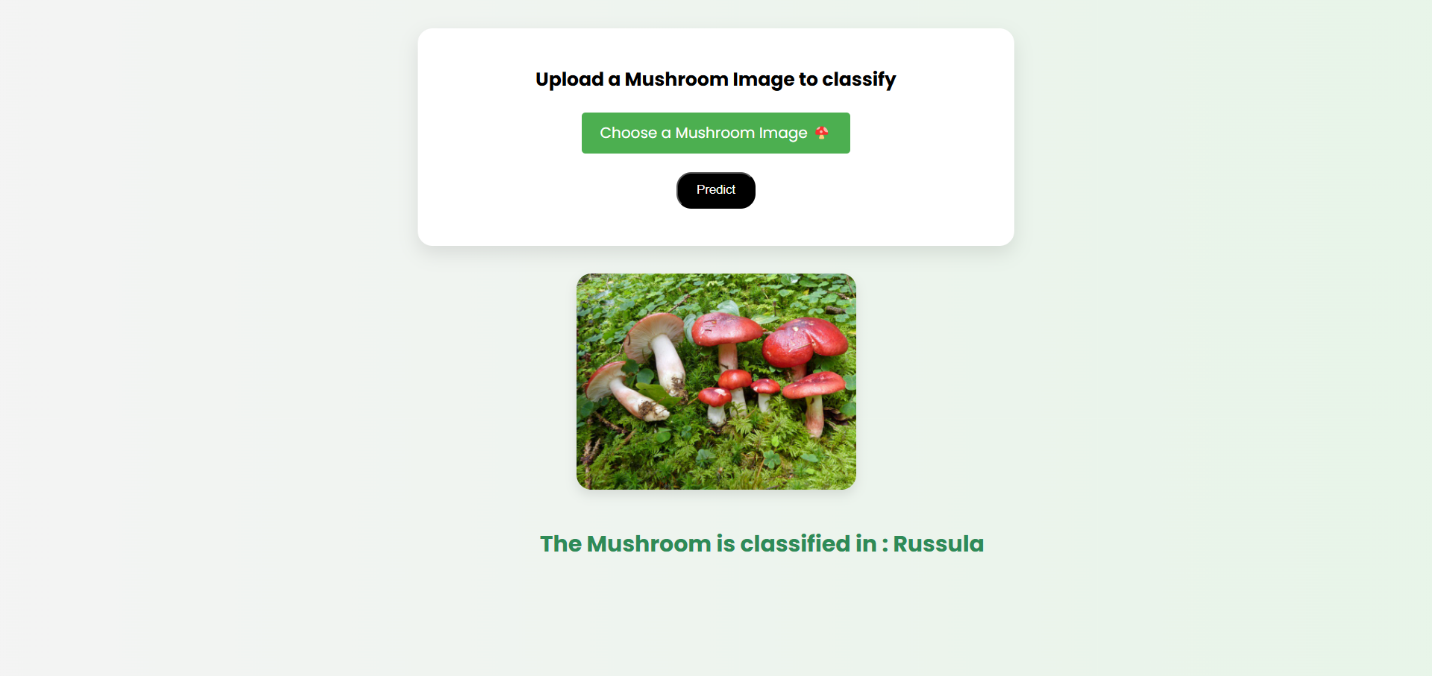 Upload a Mushroom Image to classify
Choose a Mushroom Image 🍄
Predict
The Mushroom is classified in : Russula